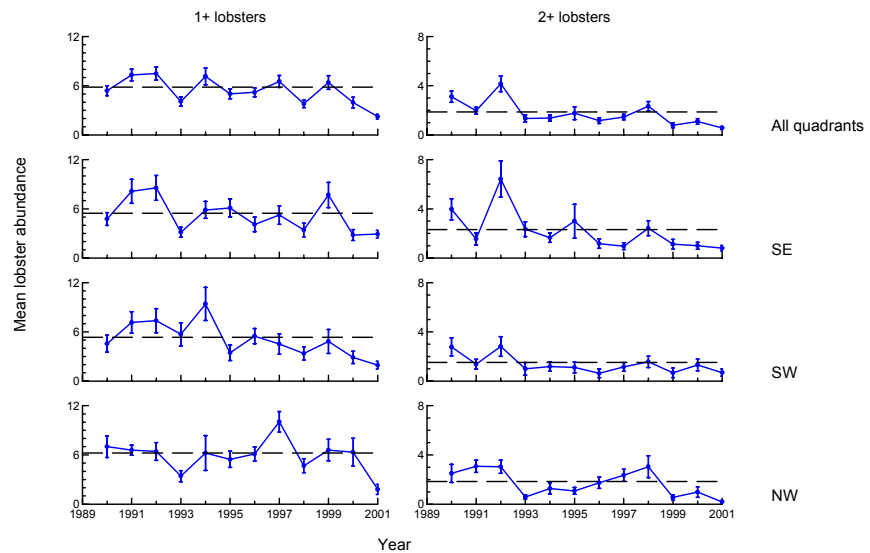 1+ lobsters 2+ lobsters
12 8
6 4
0 0
All quadrants
12 8
6 4
0 0
SE
12 8
6 4
0 0
SW
12 8
6 4
0 0
NW
1989 1991 1993 1995 1997 1999 2001 1989 1991 1993 1995 1997 1999 2001
Mean lobster abundance
Year